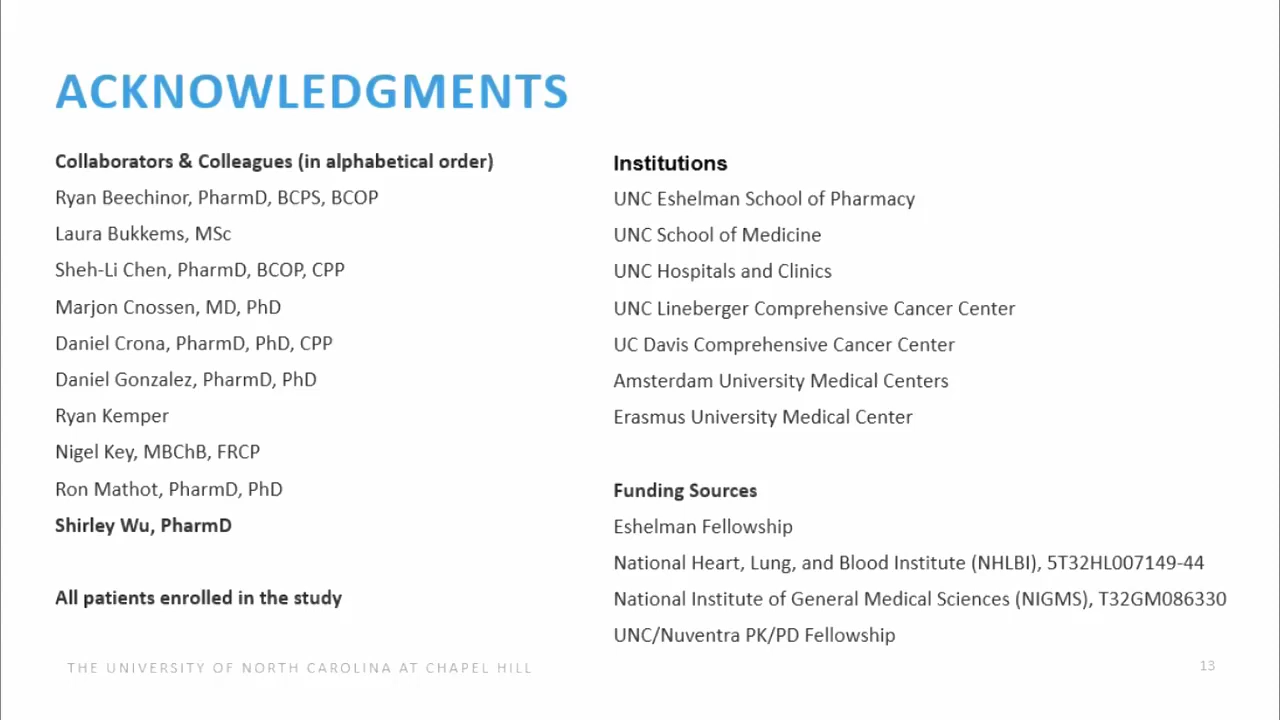 ACKNOWLEDGMENTS
Collaborators & Colleagues (in alphabetical order)
Ryan Beechinor, PharmD, BCPS, BCOP
Laura Bukkems, MSc
Sheh-Li Chen, PharmD, BCOP, CPP
Marjon Cnossen, MD, PhD
Daniel Crona, PharmD, PhD, CPP
Daniel Gonzalez, PharmD, PhD
Ryan Kemper
Nigel Key, MBChB, FRCP
Ron Mathot, PharmD, PhD
Shirley Wu, PharmD
All patients enrolled in the study
Institutions
UNC Eshelman School of Pharmacy
UNC School of Medicine
UNC Hospitals and Clinics
UNC Lineberger Comprehensive Cancer Center
UC Davis Comprehensive Cancer Center
Amsterdam University Medical Centers
Erasmus University Medical Center
Funding Sources
Eshelman Fellowship
National Heart, Lung, and Blood Institute (NHLBI), 5T32HL007149-44
National Institute of General Medical Sciences (NIGMS), T32GM086330
UNC/Nuventra PK/PD Fellowship
THE UNIVERSITY OF NORTH CAROLINA AT CHAPEL HILL
13